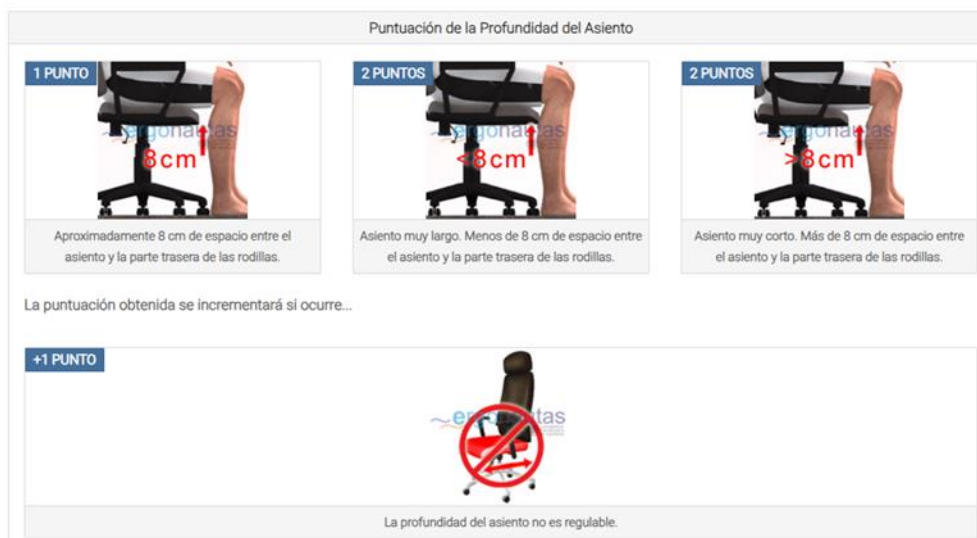 Puntuación de la Profundidad del Asiento
1 PUNTO
2 PUNTOS
2 PUNTOS
ergonautas
8cm
ergonautas
<8cm
ergonautas
>8cm
Aproximadamente 8 cm de espacio entre el
asiento y la parte trasera de las rodillas.
Asiento muy largo. Menos de 8 cm de espacio entre
el asiento y la parte trasera de las rodillas.
Asiento muy corto. Más de 8 cm de espacio entre
el asiento y la parte trasera de las rodillas.
La puntuación obtenida se incrementará si ocurre...
+1 PUNTO
ergonautas
La profundidad del asiento no es regulable.